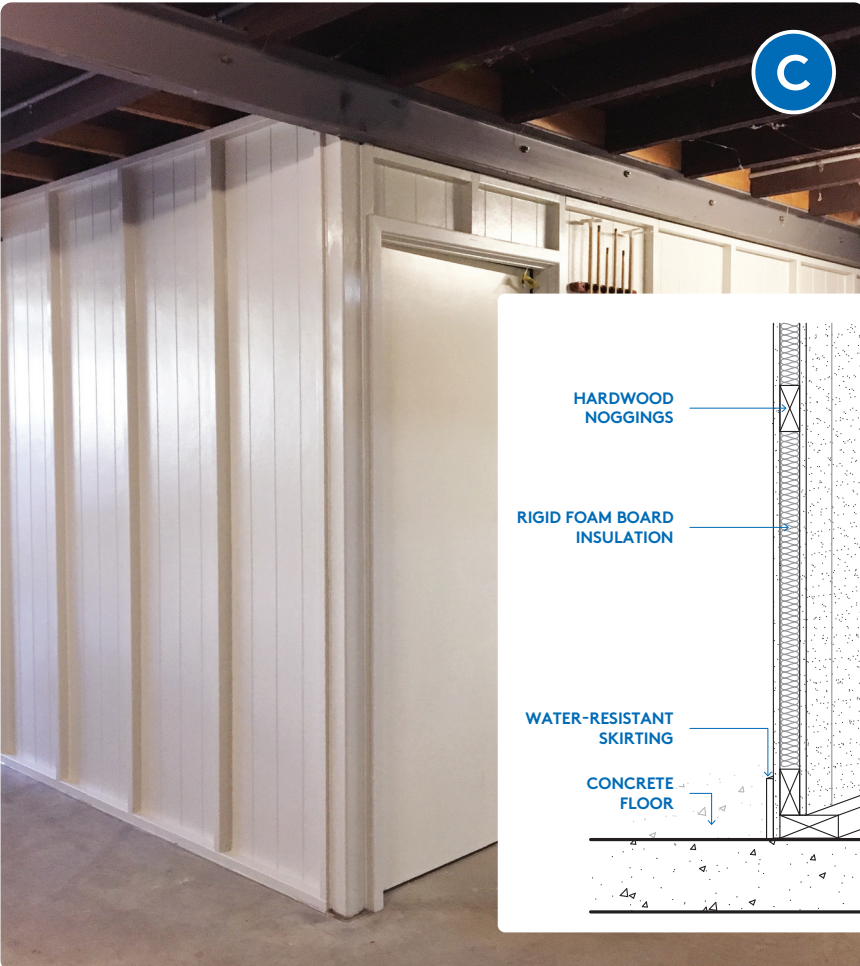 C
HARDWOOD
NOGGINGS
RIGID FOAM BOARD
INSULATION
WATER-RESISTANT
SKIRTING
CONCRETE
FLOOR